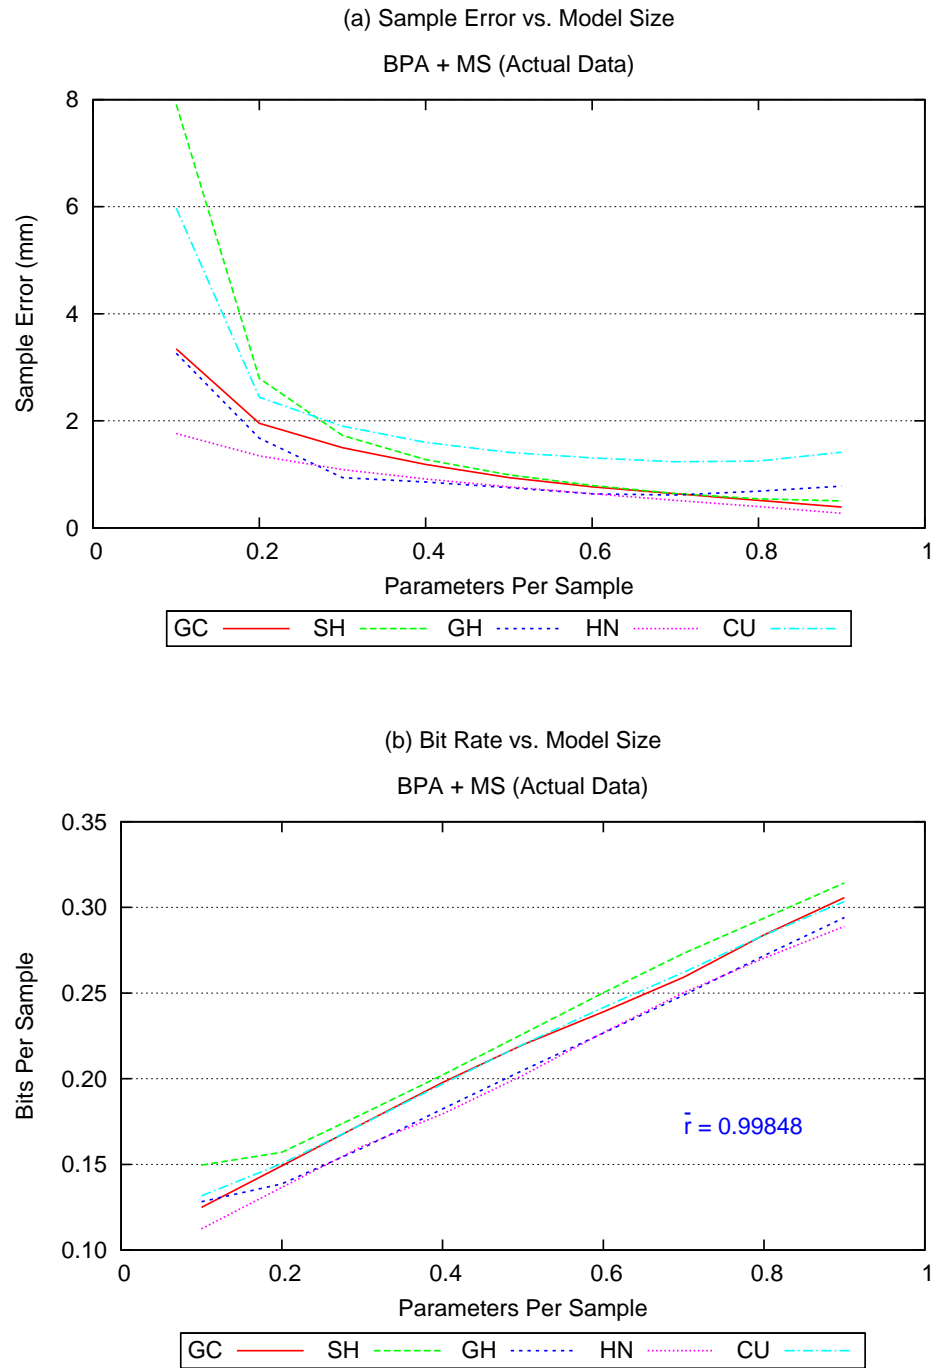 (a) Sample Error vs. Model Size
BPA + MS (Actual Data)
8
6
4
2
0
Sample Error (mm)
0 0.2 0.4 0.6 0.8 1
Parameters Per Sample
GC SH GH HN CU
(b) Bit Rate vs. Model Size
BPA + MS (Actual Data)
0.35
0.30
0.25
0.20
0.15
0.10
Bits Per Sample
r̄ = 0.99848
0 0.2 0.4 0.6 0.8 1
Parameters Per Sample
GC SH GH HN CU